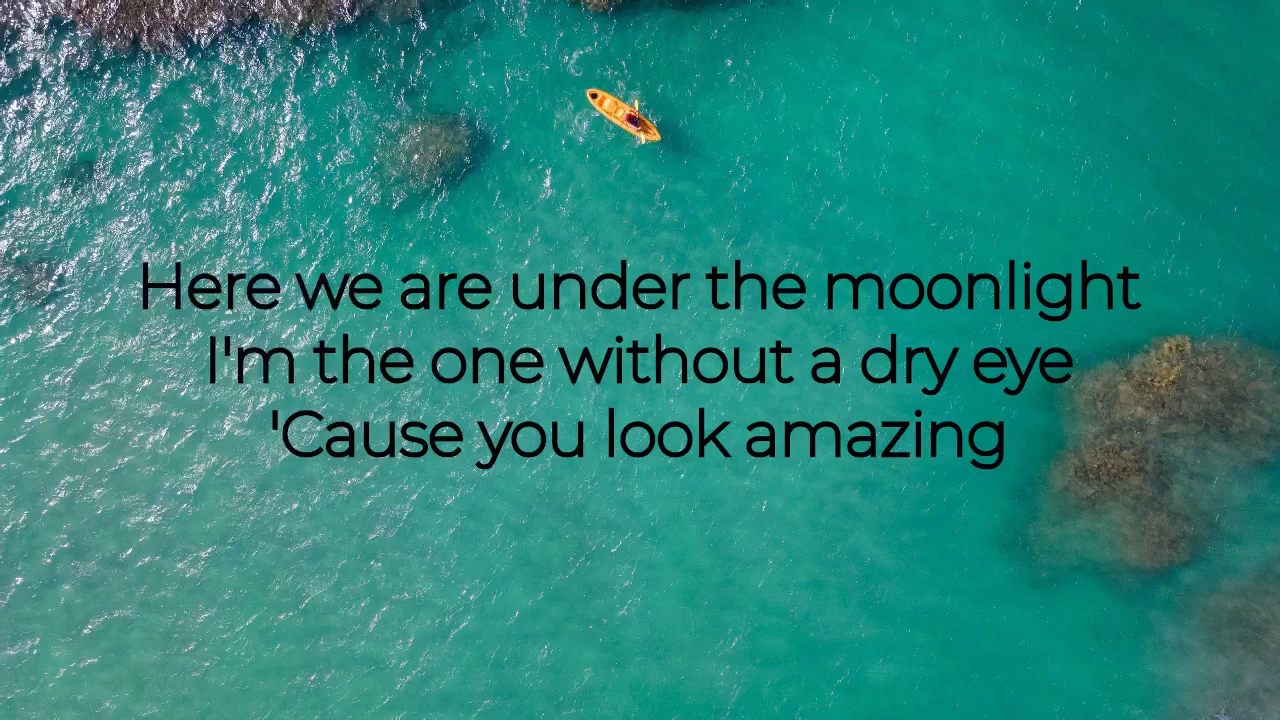 Here we are under the moonlight
I'm the one without a dry eye
'Cause you look amazing